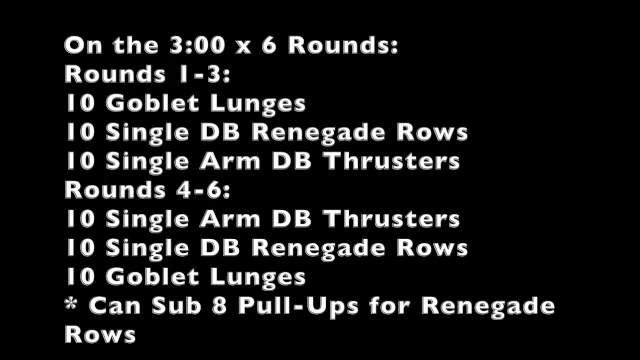 On the 3:00 x 6 Rounds:
Rounds 1-3:
10 Goblet Lunges
10 Single DB Renegade Rows
10 Single Arm DB Thrusters
Rounds 4-6:
10 Single Arm DB Thrusters
10 Single DB Renegade Rows
10 Goblet Lunges
* Can Sub 8 Pull-Ups for Renegade
Rows